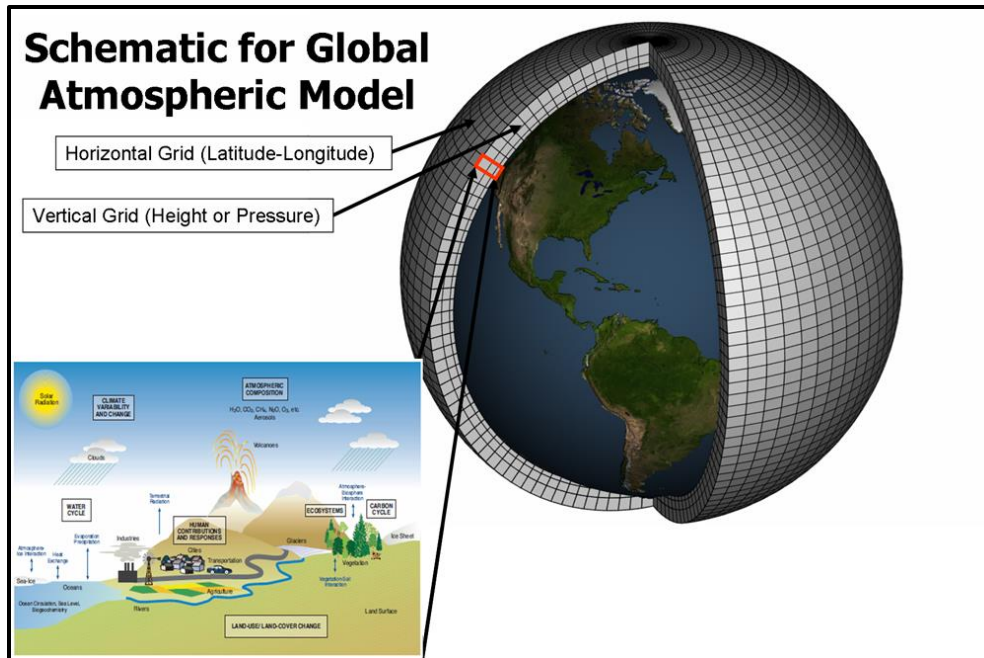 Schematic for Global
Atmospheric Model
Horizontal Grid (Latitude-Longitude)
Vertical Grid (Height or Pressure)
Solar
Radiation
CLIMATE
VARIABILITY
AND CHANGE
ATMOSPHERIC
COMPOSITION
H₂O, CO₂, CH₄, N₂O, O₃, etc.
Aerosols
Clouds
Volcanoes
Atmosphere-
Biosphere
Interaction
Terrestrial
Radiation
WATER
CYCLE
ECOSYSTEMS
CARBON
CYCLE
HUMAN
CONTRIBUTIONS
AND RESPONSES
Evaporation
Precipitation
Industries
Cities
Glaciers
Ice Sheet
Atmosphere-
Ice Interaction
Heat
Exchange
Transportation
Vegetation
Sea-Ice
Oceans
Agriculture
Vegetation-Soil
Interaction
Ocean Circulation, Sea Level,
Biogeochemistry
Rivers
Land Surface
LAND-USE/ LAND-COVER CHANGE